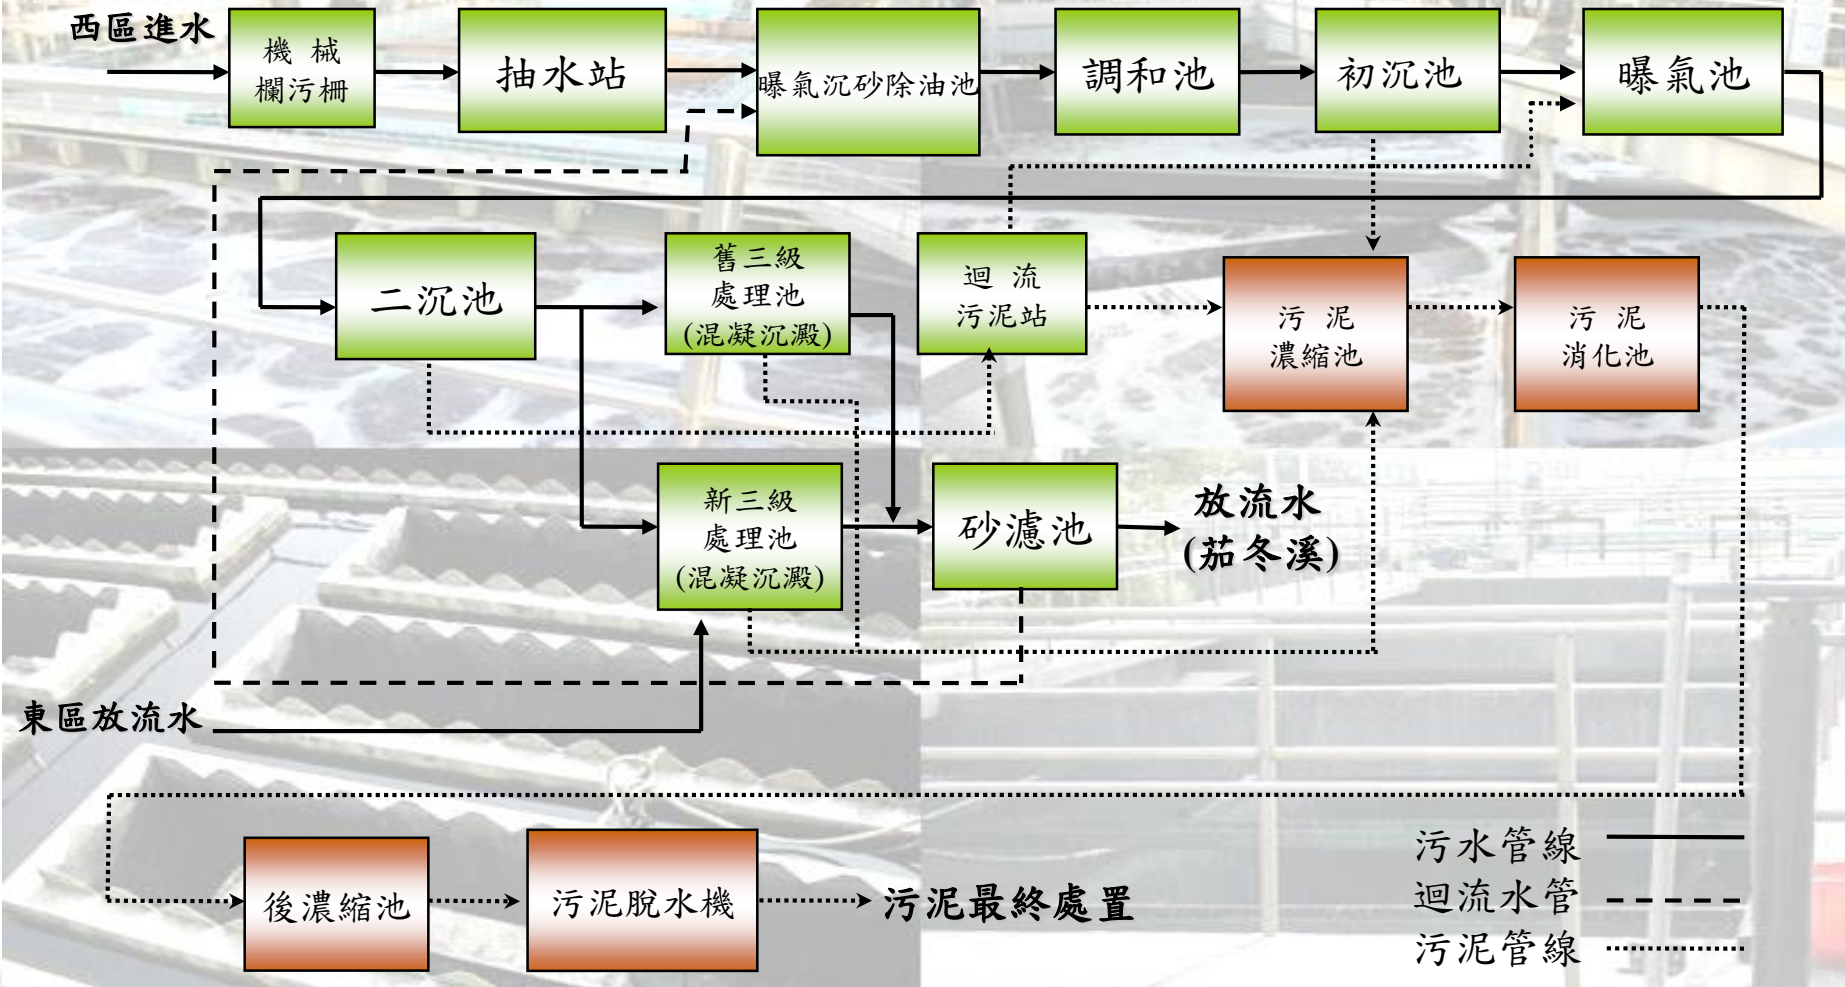 西區進水
機 械
欄污柵
抽水站
曝氣沉砂除油池
調和池
初沉池
曝氣池
二沉池
舊三級
處理池
(混凝沉澱)
迴 流
污泥站
污 泥
濃縮池
污 泥
消化池
新三級
處理池
(混凝沉澱)
砂濾池
放流水
(茄冬溪)
東區放流水
後濃縮池
污泥脫水機
污泥最終處置
污水管線
迴流水管
污泥管線